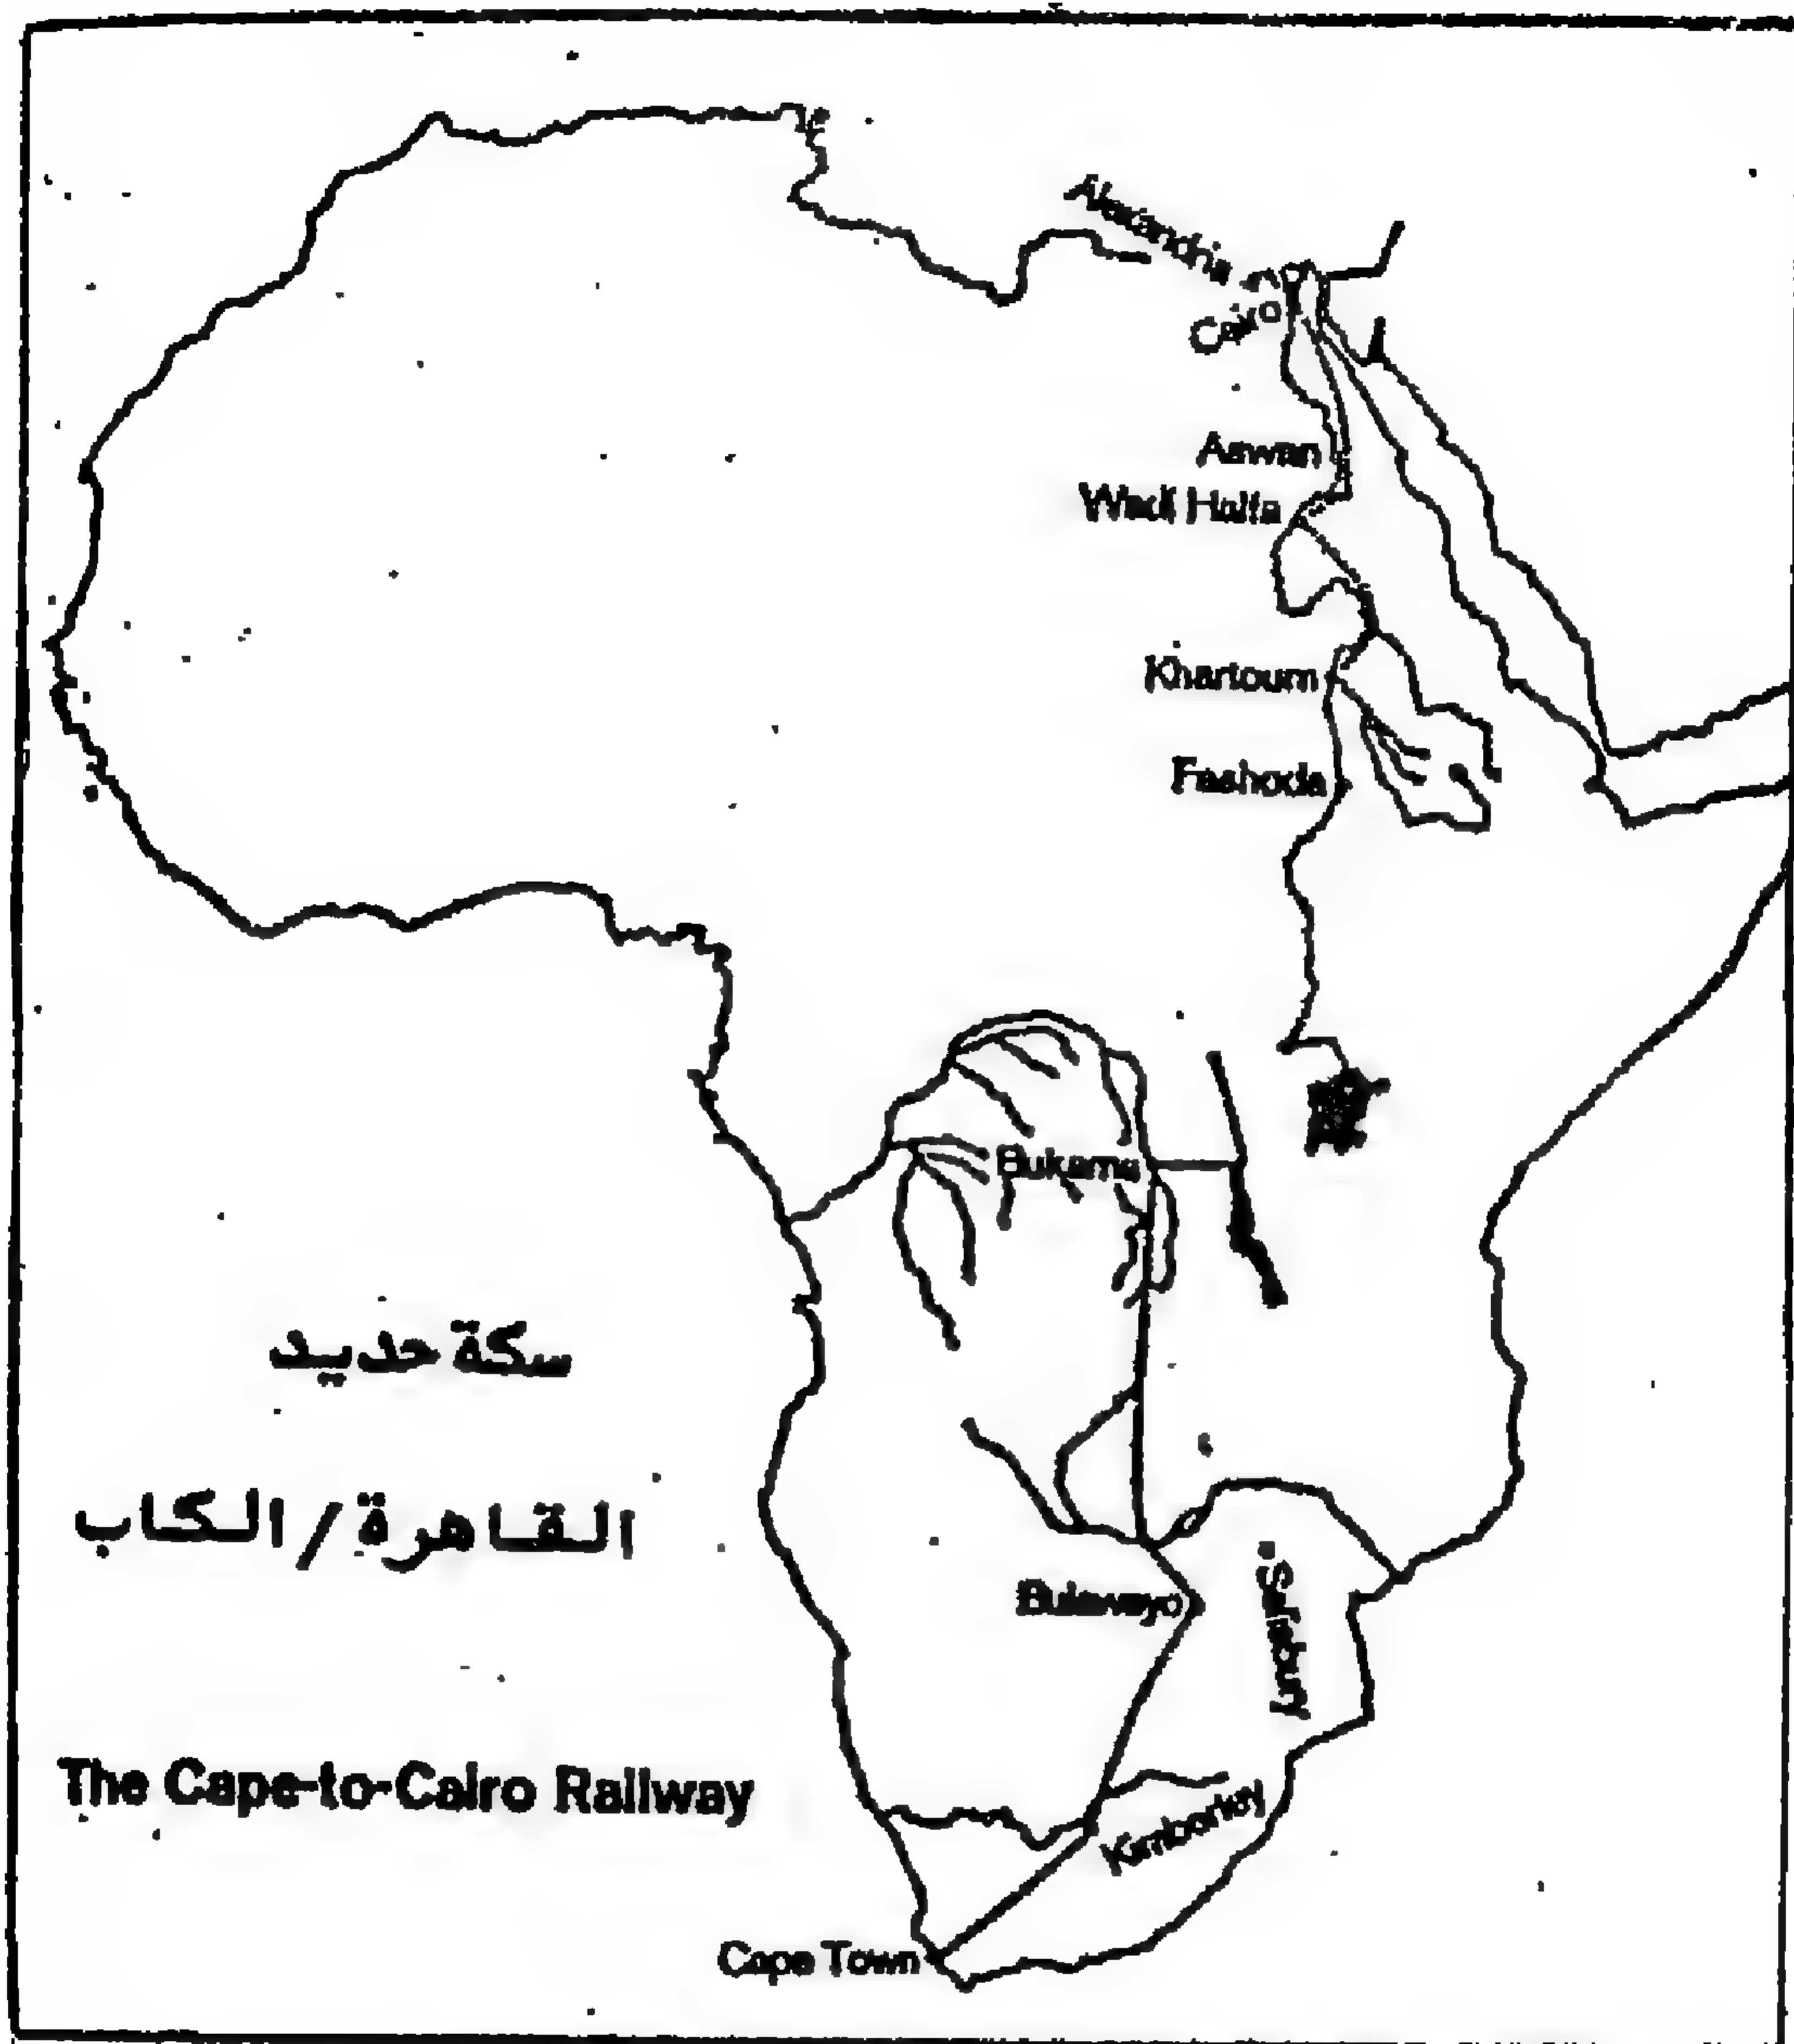 Alexandria
Cairo
Aswan
Wadi Halfa
Khartoum
Fashoda
Bukama
سكة حديد
القاهرة / الكاب
Bulawayo
Salisbury
The Cape-to-Cairo Railway
Kimberley
Cape Town